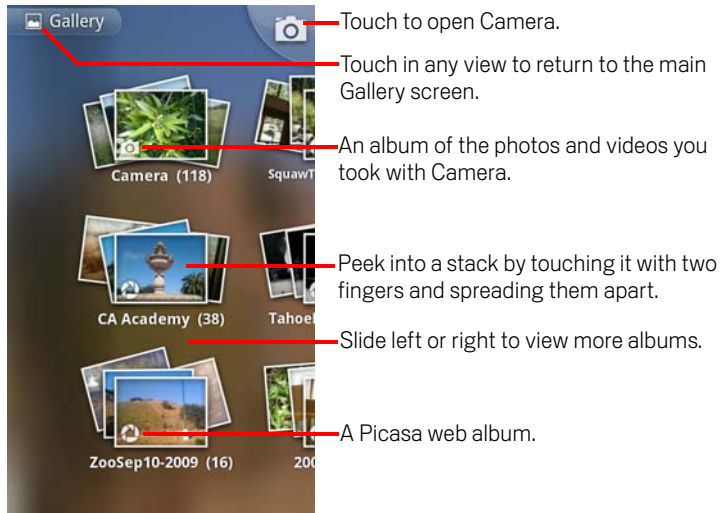 Gallery
Touch to open Camera.
Touch in any view to return to the main
Gallery screen.
An album of the photos and videos you
took with Camera.
Camera (118)
SquawT
Peek into a stack by touching it with two
fingers and spreading them apart.
CA Academy (38)
Tahoe
Slide left or right to view more albums.
A Picasa web album.
ZooSep10-2009 (16)
200